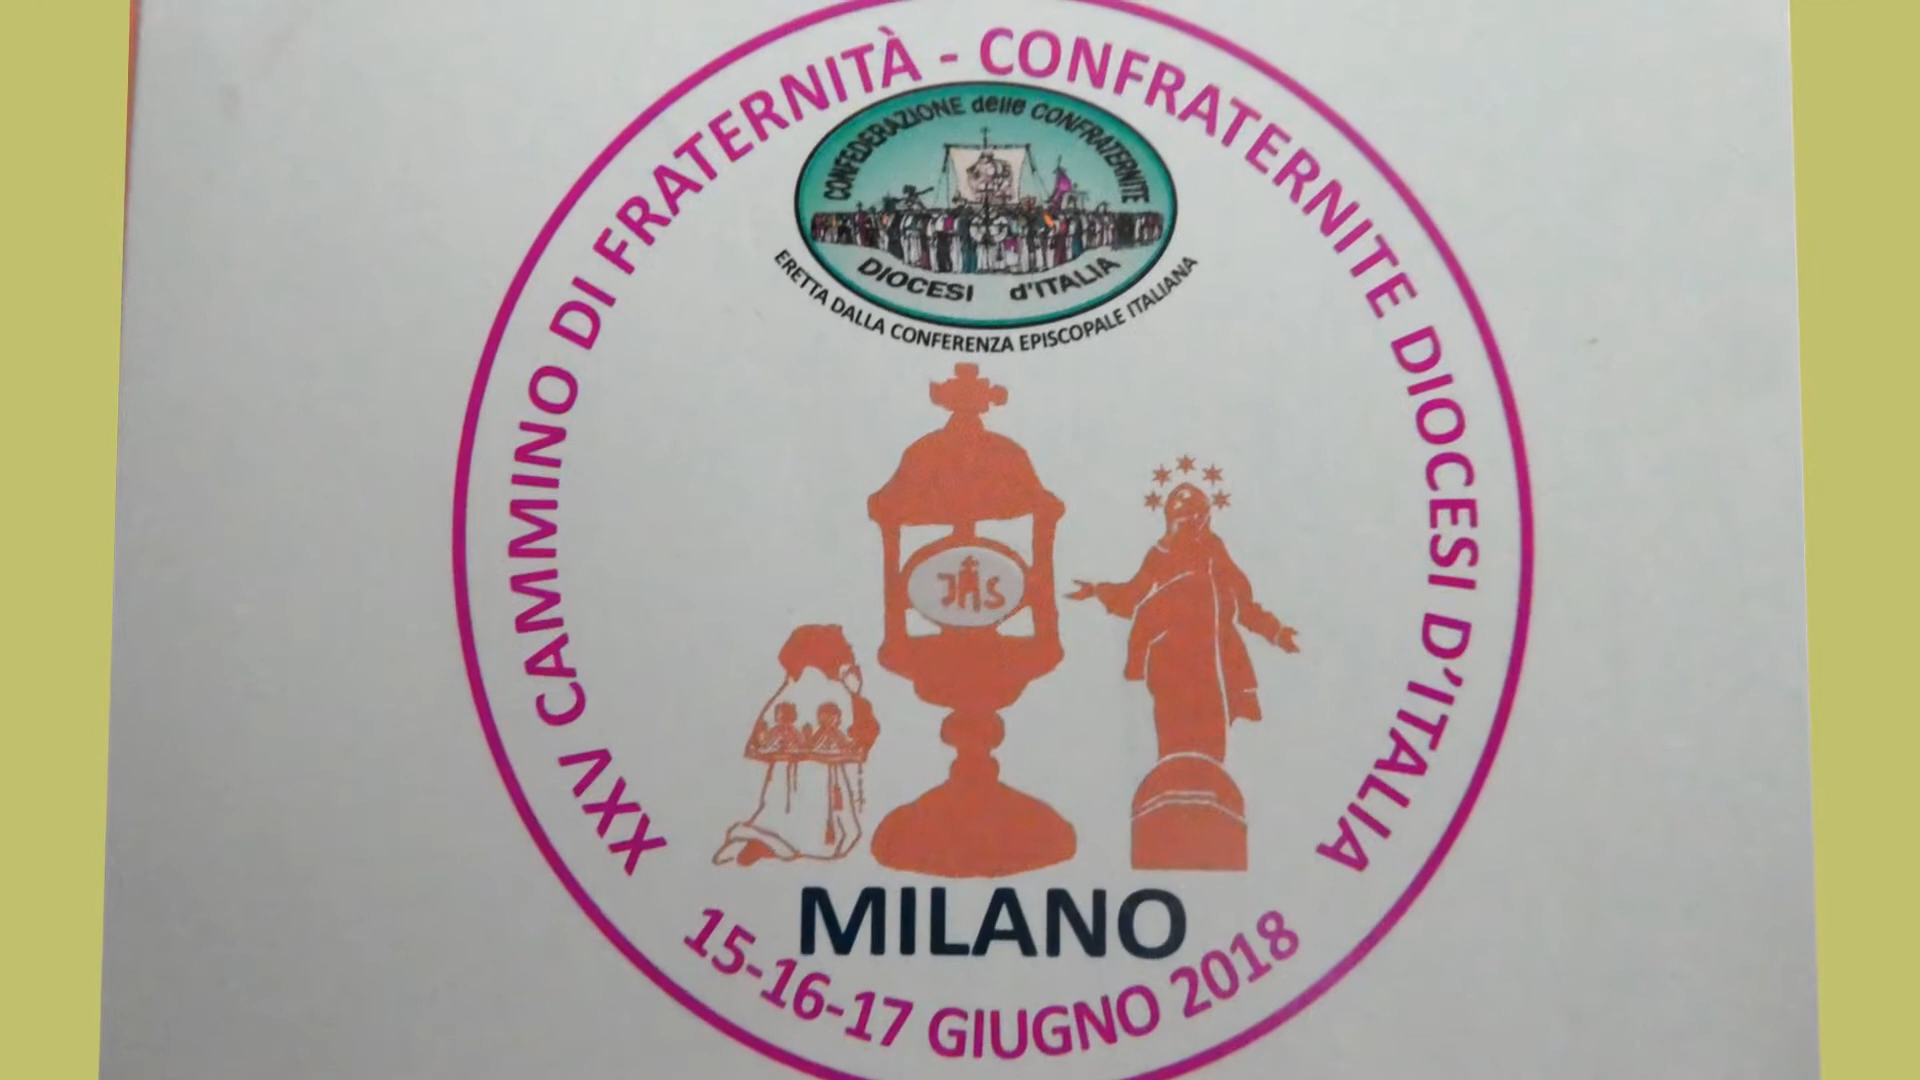 XXV CAMMINO DI FRATERNITÀ - CONFRATERNITE DIOCESI D'ITALIA
CONFEDERAZIONE delle CONFRATERNITE
DIOCESI d'ITALIA
ERETTA DALLA CONFERENZA EPISCOPALE ITALIANA
JHS
MILANO
15-16-17 GIUGNO 2018